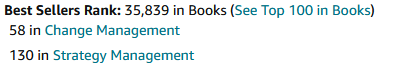 Best Sellers Rank: 35,839 in Books (See Top 100 in Books)
58 in Change Management
130 in Strategy Management